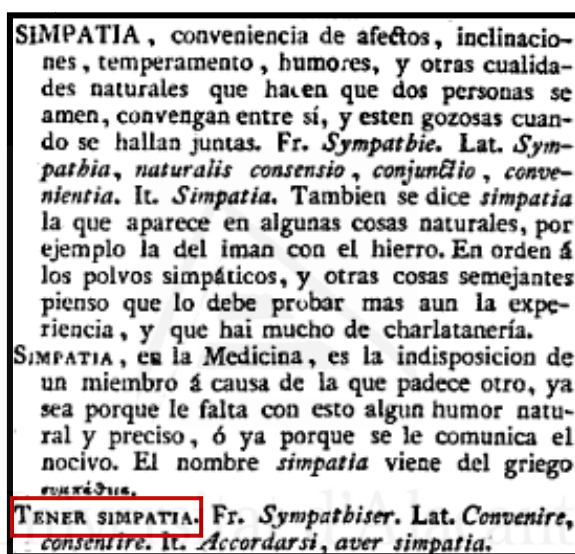 SIMPATIA, conveniencia de afectos, inclinacio-
nes, temperamento, humores, y otras cualida-
des naturales que hacen que dos personas se
amen, convengan entre sí, y esten gozosas cuan-
do se hallan juntas. Fr. Sympathie. Lat. Sym-
pathia, naturalis consensio, conjunctio, conve-
nientia. It. Simpatia. Tambien se dice simpatia
la que aparece en algunas cosas naturales, por
ejemplo la del iman con el hierro. En orden á
los polvos simpáticos, y otras cosas semejantes
pienso que lo debe probar mas aun la expe-
riencia, y que hai mucho de charlatanería.
SIMPATIA, en la Medicina, es la indisposicion de
un miembro á causa de la que padece otro, ya
sea porque le falta con esto algun humor natu-
ral y preciso, ó ya porque se le comunica el
nocivo. El nombre simpatia viene del griego
TENER SIMPATIA. Fr. Sympathiser. Lat. Convenire,
consentire. It. Accordarsi, aver simpatia.